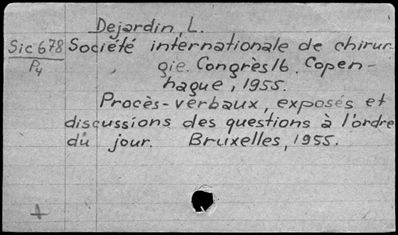 Dejardin, L.
Sic 678 Société internationale de chirur-
P4 gie. Congrès 16. Copen-
hague, 1955.
Procès-verbaux, exposés et
discussions des questions à l'ordre
du jour. Bruxelles, 1955.